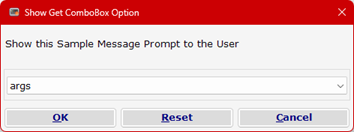 Show Get ComboBox Option
Show this Sample Message Prompt to the User
args
OK
Reset
Cancel